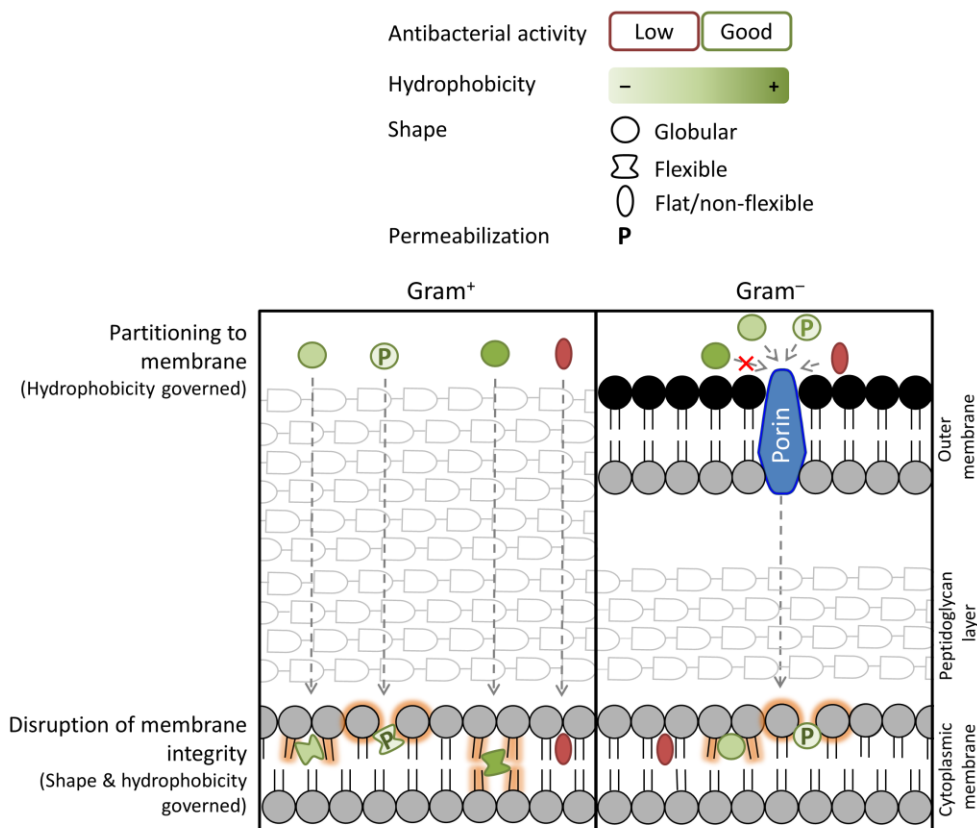 Antibacterial activity Low Good
Hydrophobicity – +
Shape Globular
Flexible
Flat/non-flexible
Permeabilization P
Gram⁺ Gram⁻
Partitioning to
membrane
(Hydrophobicity governed)
P
P
Porin
Outer
membrane
Peptidoglycan
layer
Disruption of membrane
integrity
(Shape & hydrophobicity
governed)
P
P
Cytoplasmic
membrane